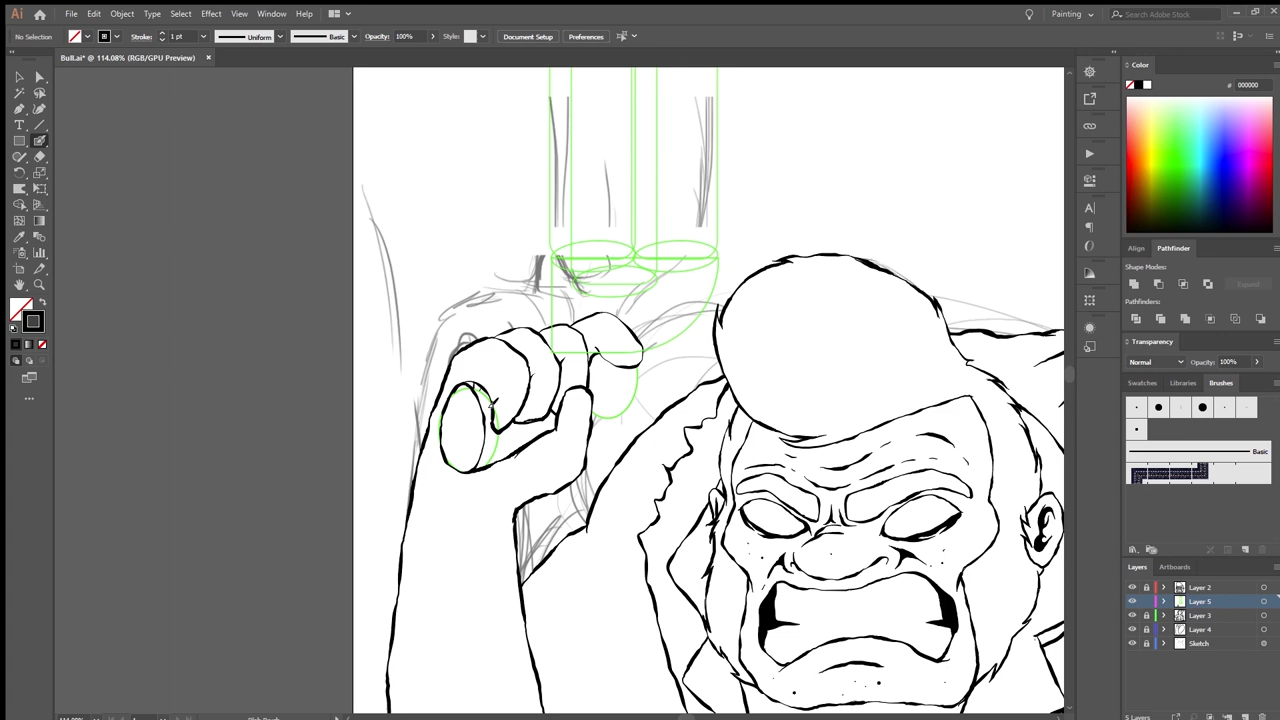 Ai File Edit Object Type Select Effect View Window Help Painting Search Adobe Stock
No Selection Stroke: 1 pt Uniform Basic Opacity: 100% Style: Document Setup Preferences
Bull.ai* @ 114.08% (RGB/GPU Preview) ×
Color
# 000000
Align Pathfinder
Shape Modes:
Expand
Pathfinders:
Transparency
Normal Opacity: 100%
Swatches Libraries Brushes
Basic
Layers Artboards
Layer 2
Layer 5
Layer 3
Layer 4
Sketch